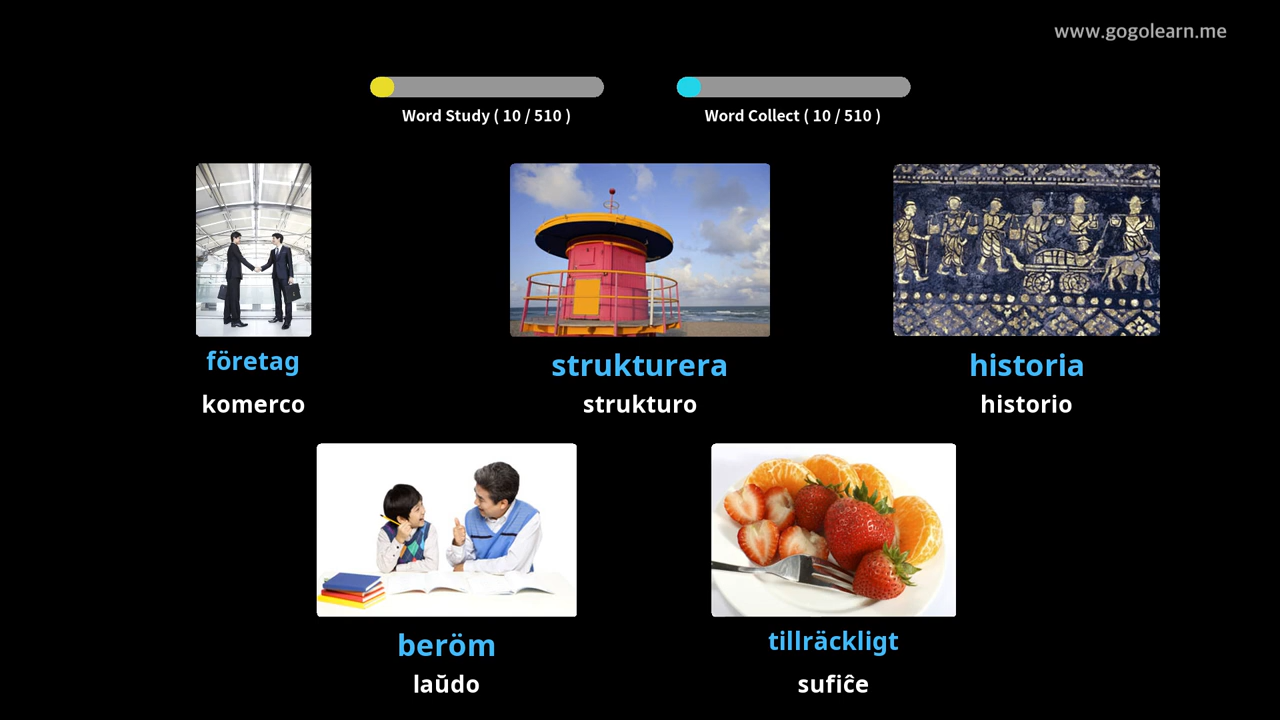 www.gogolearn.me
Word Study ( 10 / 510 )
Word Collect ( 10 / 510 )
företag
komerco
strukturera
strukturo
historia
historio
beröm
laŭdo
tillräckligt
sufiĉe